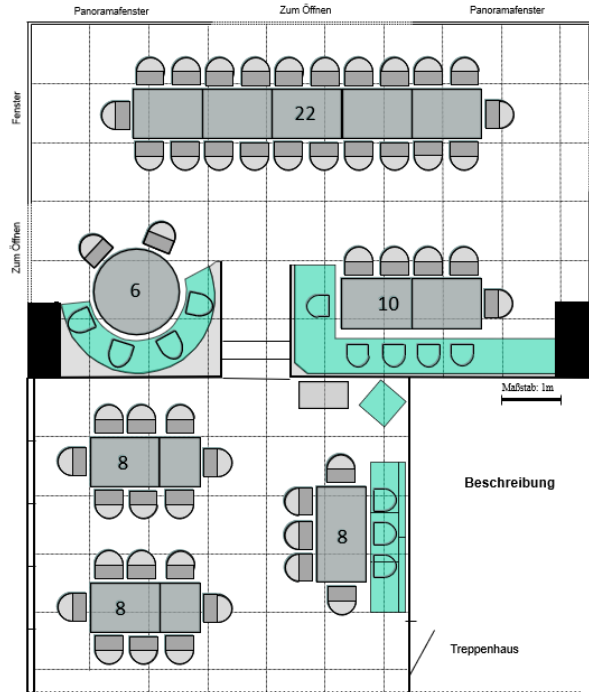 Panoramafenster
Zum Öffnen
Panoramafenster
Fenster
22
Zum Öffnen
6
10
Maßstab: 1m
8
8
Beschreibung
8
Treppenhaus